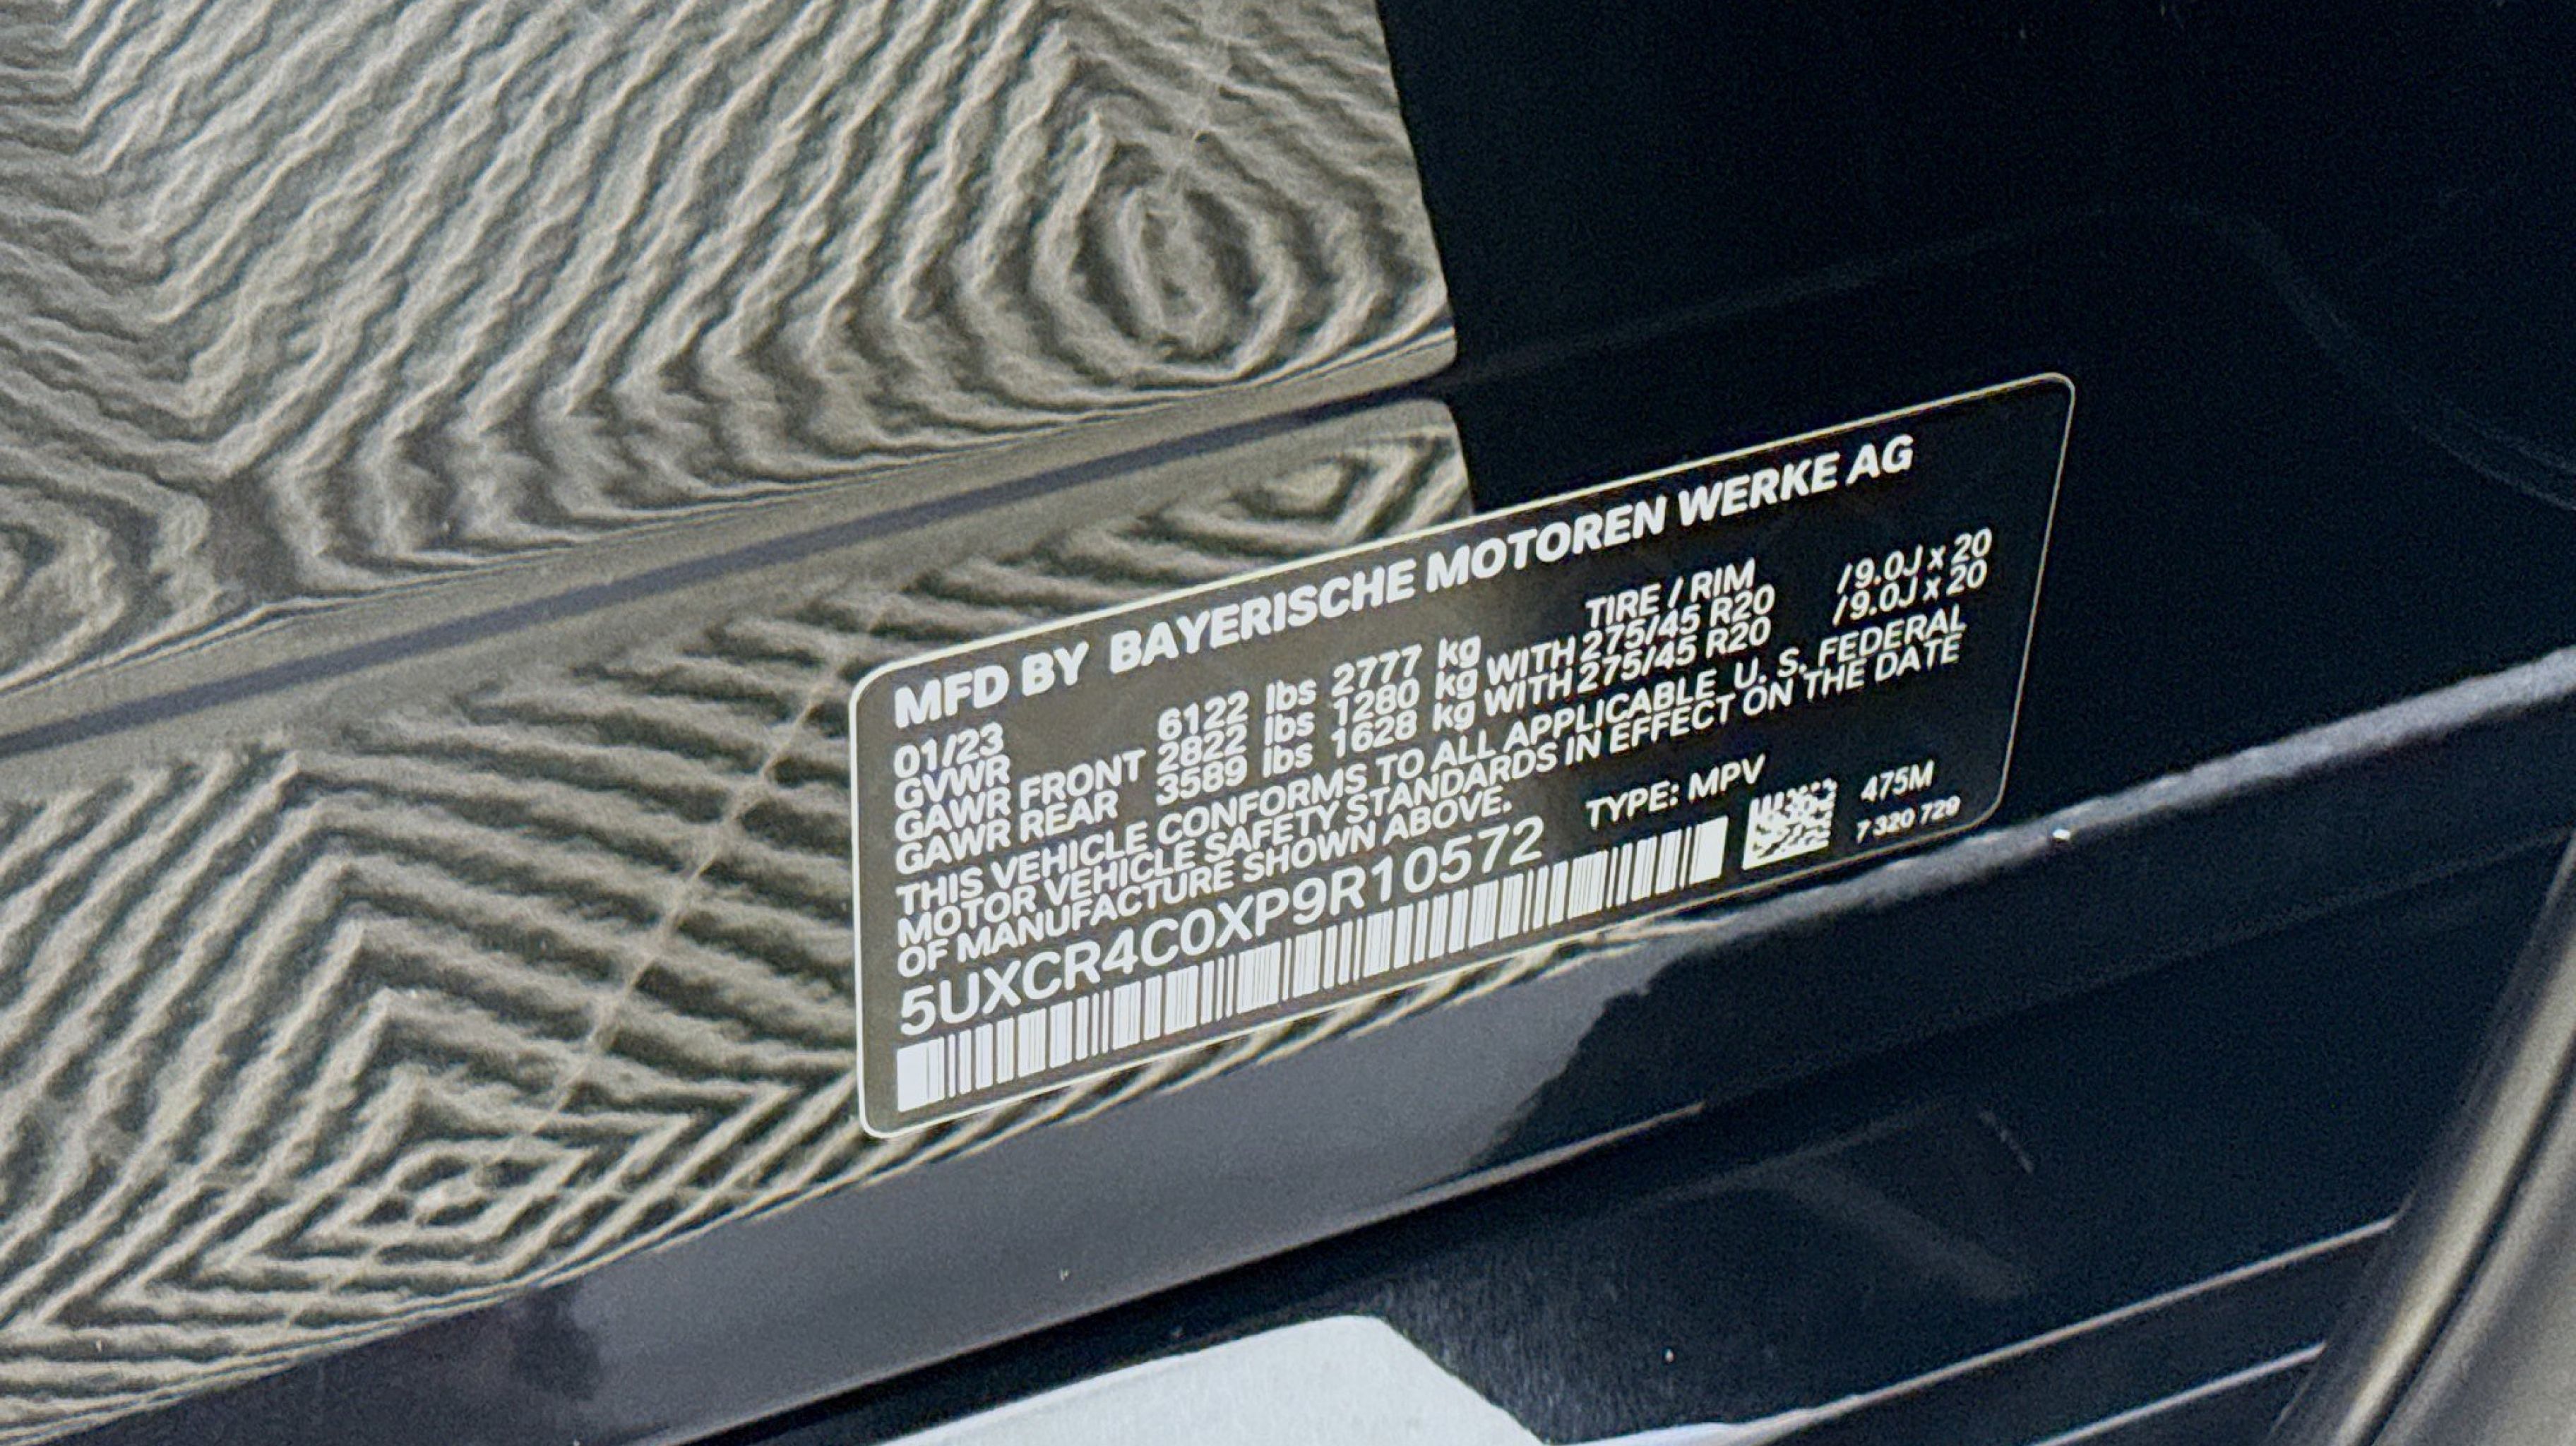 MFD BY BAYERISCHE MOTOREN WERKE AG
01/23 TIRE / RIM
GVWR 6122 lbs 2777 kg
GAWR FRONT 2822 lbs 1280 kg WITH 275/45 R20 / 9.0J x 20
GAWR REAR 3589 lbs 1628 kg WITH 275/45 R20 / 9.0J x 20
THIS VEHICLE CONFORMS TO ALL APPLICABLE U. S. FEDERAL
MOTOR VEHICLE SAFETY STANDARDS IN EFFECT ON THE DATE
OF MANUFACTURE SHOWN ABOVE.
5UXCR4C0XP9R10572 TYPE: MPV
475M
7 320 729